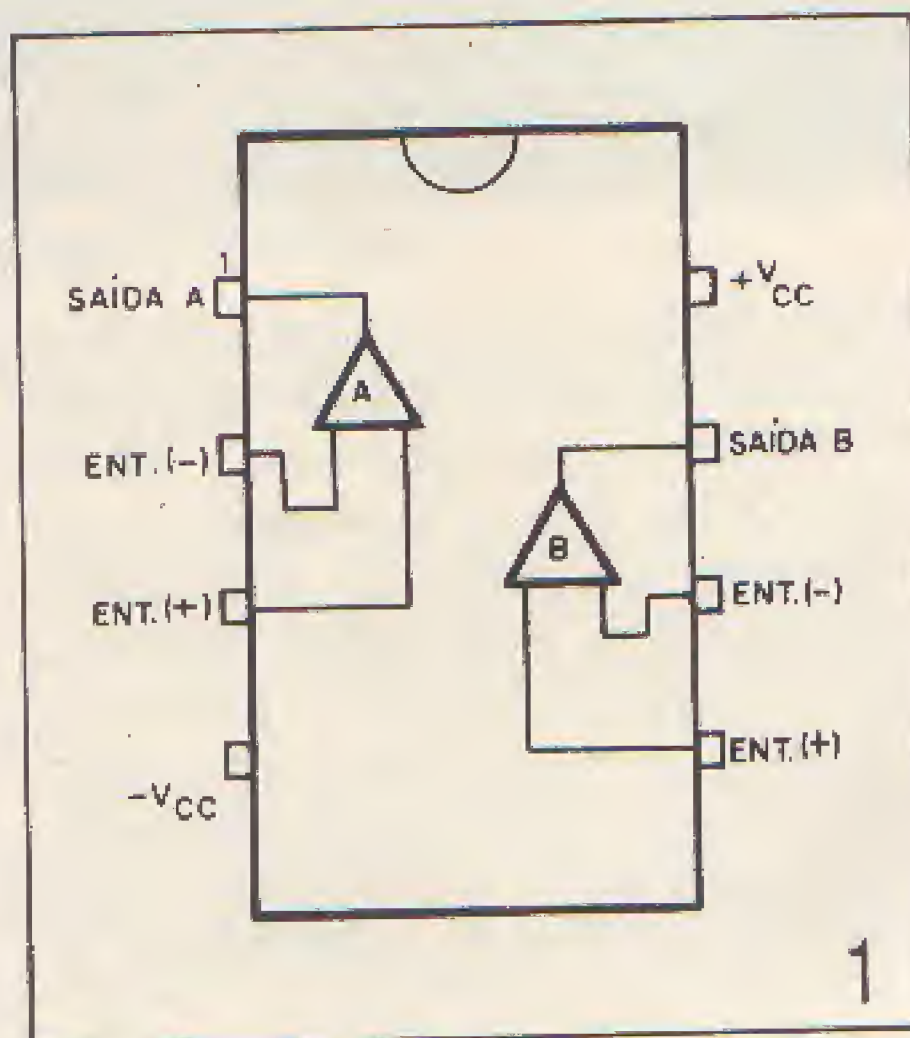 1
SAÍDA A
+VCC
A
ENT. (-)
SAÍDA B
B
ENT. (+)
ENT. (-)
-VCC
ENT. (+)
1